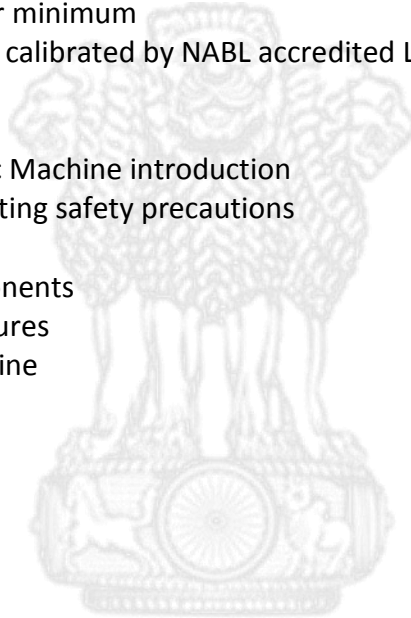 r minimum
calibrated by NABL accredited L
: Machine introduction
ting safety precautions
nents
ures
ine